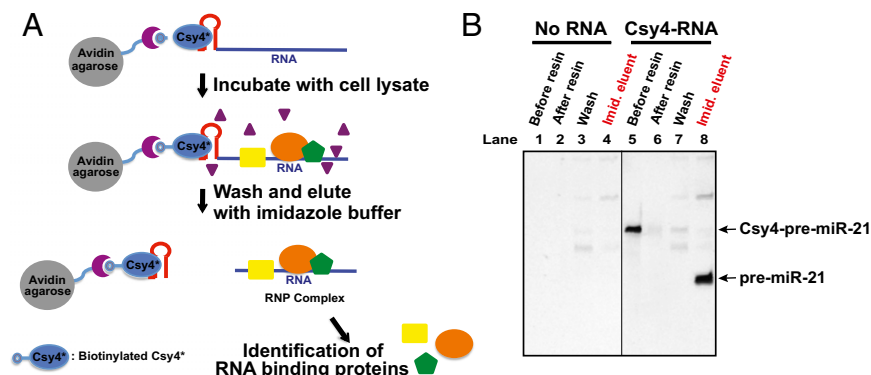 A
Avidin
agarose
Csy4*
RNA
Incubate with cell lysate
Avidin
agarose
Csy4*
RNA
Wash and elute
with imidazole buffer
Avidin
agarose
Csy4*
RNA
RNP Complex
Csy4* : Biotinylated Csy4*
Identification of
RNA binding proteins
B
No RNA Csy4-RNA
Before resin After resin Wash Imid. eluent Before resin After resin Wash Imid. eluent
Lane 1 2 3 4 5 6 7 8
Csy4-pre-miR-21
pre-miR-21